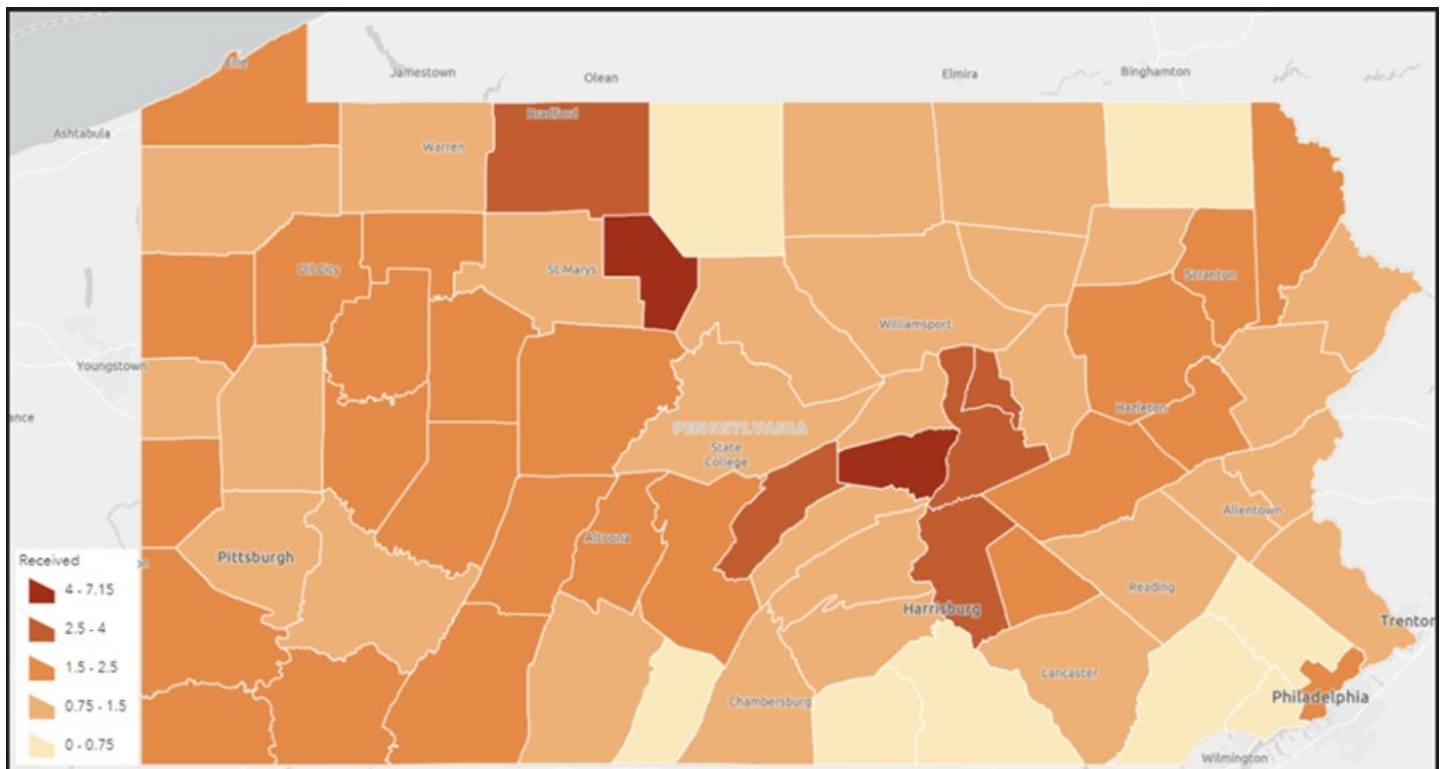 Erie
Jamestown
Olean
Elmira
Binghamton
Ashtabula
Bradford
Warren
Oil City
St Marys
Scranton
Williamsport
Youngstown
Hazleton
ance
PENNSYLVANIA
State
College
Allentown
Altoona
Pittsburgh
Reading
Harrisburg
Trenton
Lancaster
Chambersburg
Philadelphia
Wilmington
Received
4 - 7.15
2.5 - 4
1.5 - 2.5
0.75 - 1.5
0 - 0.75